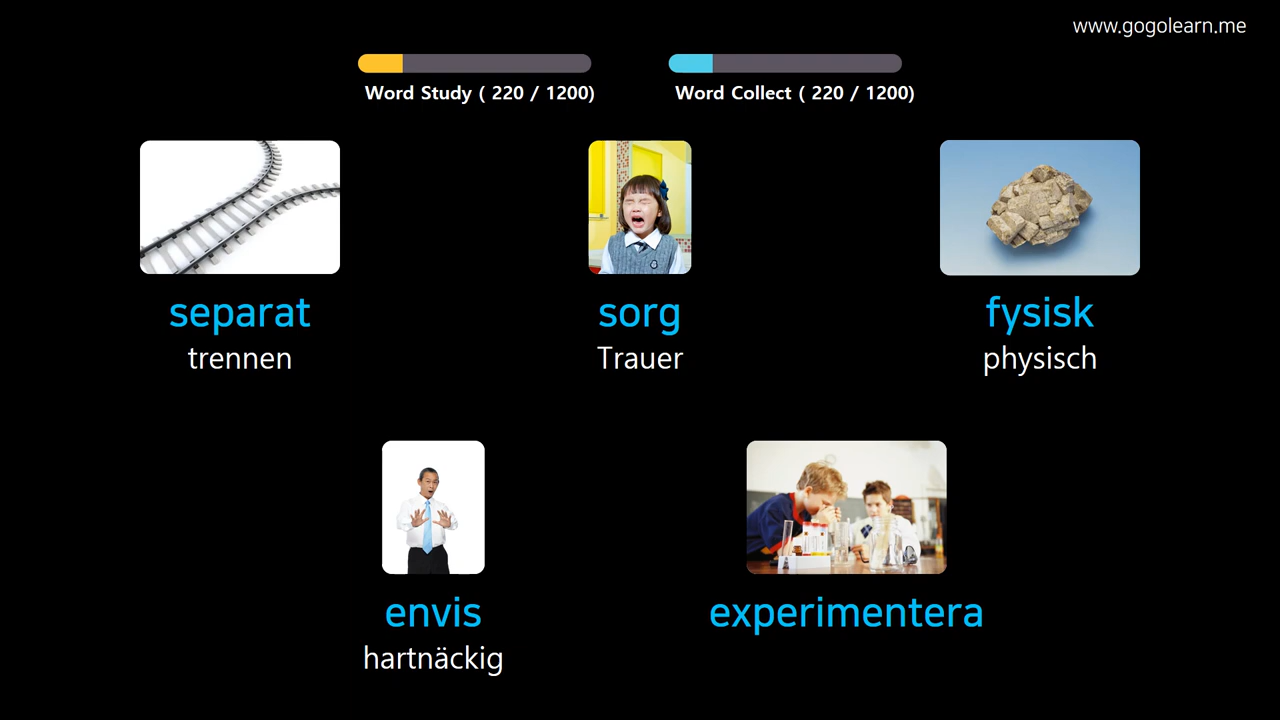 www.gogolearn.me
Word Study ( 220 / 1200)
Word Collect ( 220 / 1200)
separat
trennen
sorg
Trauer
fysisk
physisch
envis
hartnäckig
experimentera